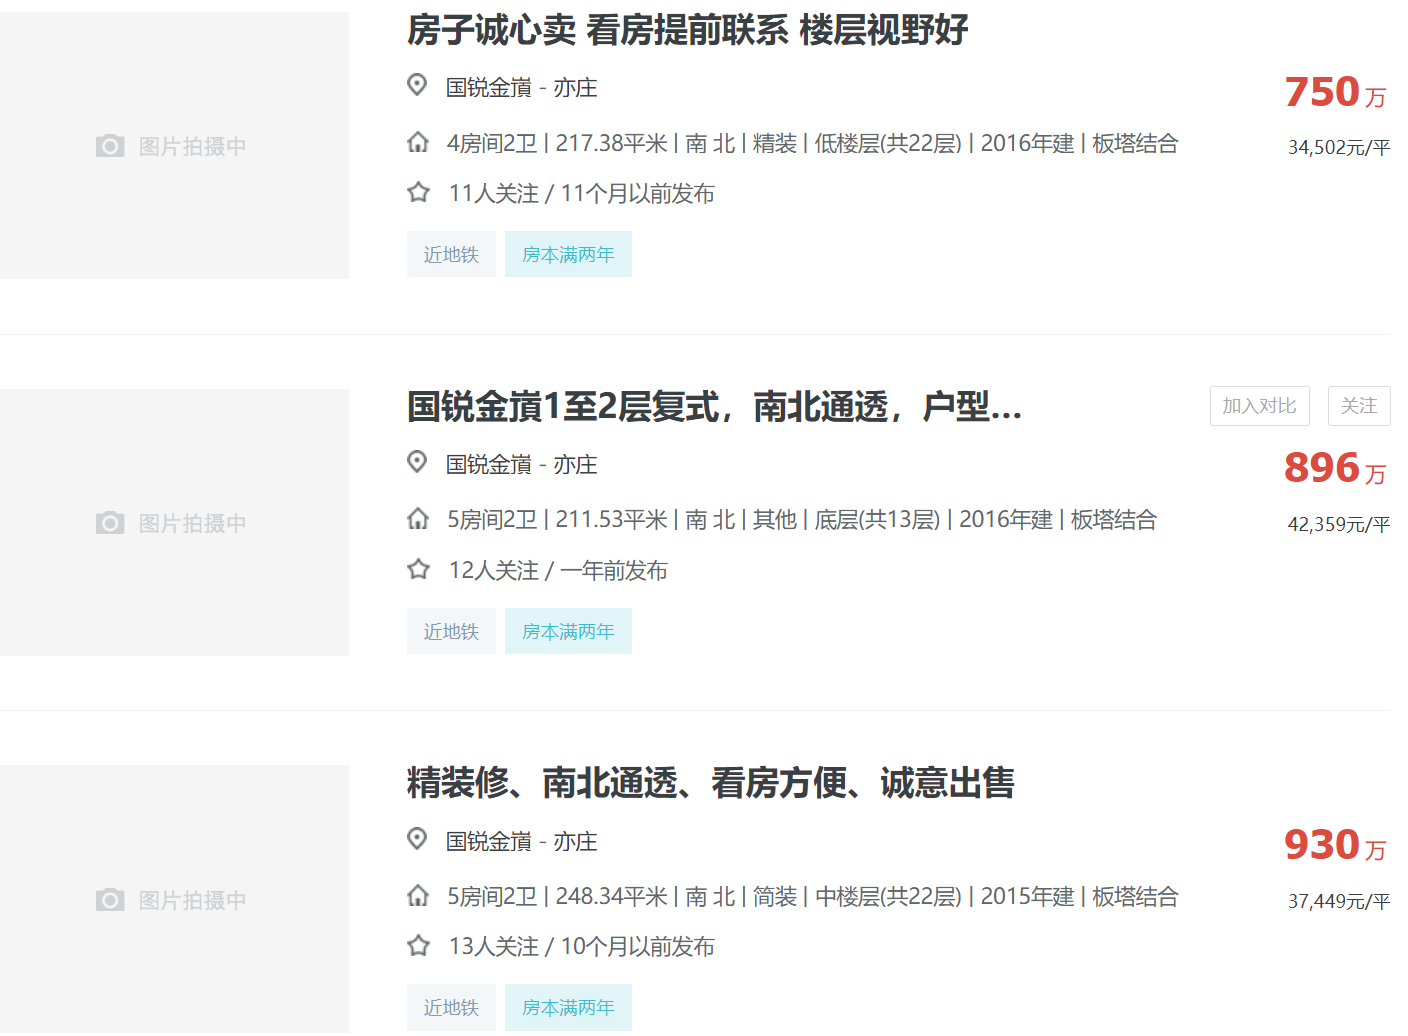 房子诚心卖 看房提前联系 楼层视野好
国锐金嵿 - 亦庄
750万
图片拍摄中
4房间2卫 | 217.38平米 | 南 北 | 精装 | 低楼层(共22层) | 2016年建 | 板塔结合
34,502元/平
11人关注 / 11个月以前发布
近地铁 房本满两年
国锐金嵿1至2层复式，南北通透，户型...
加入对比 关注
国锐金嵿 - 亦庄
896万
图片拍摄中
5房间2卫 | 211.53平米 | 南 北 | 其他 | 底层(共13层) | 2016年建 | 板塔结合
42,359元/平
12人关注 / 一年前发布
近地铁 房本满两年
精装修、南北通透、看房方便、诚意出售
国锐金嵿 - 亦庄
930万
图片拍摄中
5房间2卫 | 248.34平米 | 南 北 | 简装 | 中楼层(共22层) | 2015年建 | 板塔结合
37,449元/平
13人关注 / 10个月以前发布
近地铁 房本满两年